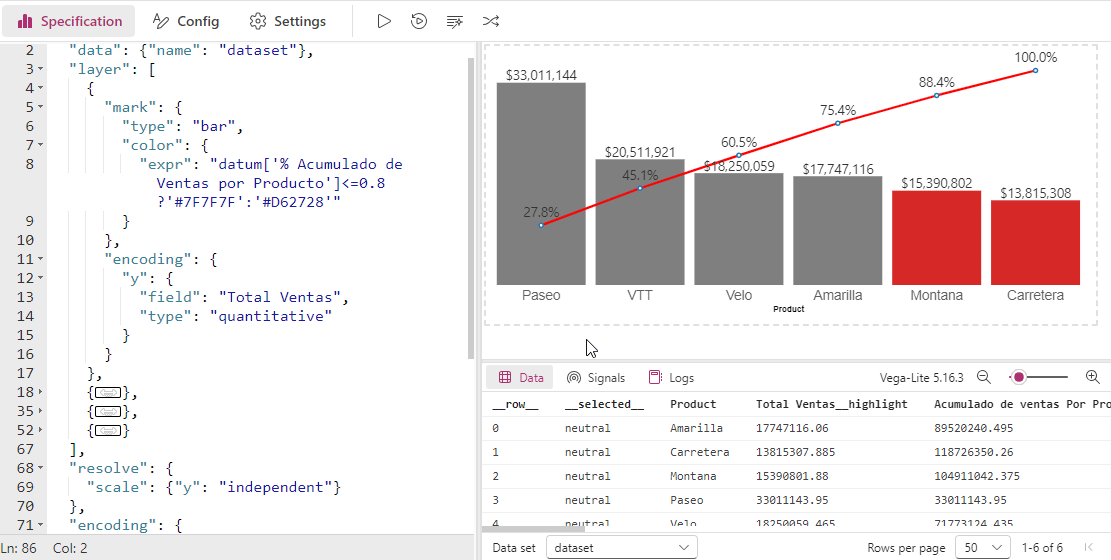 Specification Config Settings
2 "data": {"name": "dataset"},
3 "layer": [
4 {
5 "mark": {
6 "type": "bar",
7 "color": {
8 "expr": "datum['% Acumulado de
Ventas por Producto']<=0.8
?'#7F7F7F':'#D62728'"
9 }
10 },
11 "encoding": {
12 "y": {
13 "field": "Total Ventas",
14 "type": "quantitative"
15 }
16 }
17 },
18 {},
35 {},
52 {}
67 ],
68 "resolve": {
69 "scale": {"y": "independent"}
70 },
71 "encoding": {
Ln: 86 Col: 2
100.0%
$33,011,144
88.4%
75.4%
60.5%
$20,511,921
$18,250,059
$17,747,116
45.1%
$15,390,802
$13,815,308
27.8%
Paseo VTT Velo Amarilla Montana Carretera
Product
Data Signals Logs Vega-Lite 5.16.3
__row__ __selected__ Product Total Ventas__highlight Acumulado de ventas Por Pro
0 neutral Amarilla 17747116.06 89520240.495
1 neutral Carretera 13815307.885 118726350.26
2 neutral Montana 15390801.88 104911042.375
3 neutral Paseo 33011143.95 33011143.95
4 neutral Velo 18250059.465 71773124.435
Data set dataset Rows per page 50 1-6 of 6